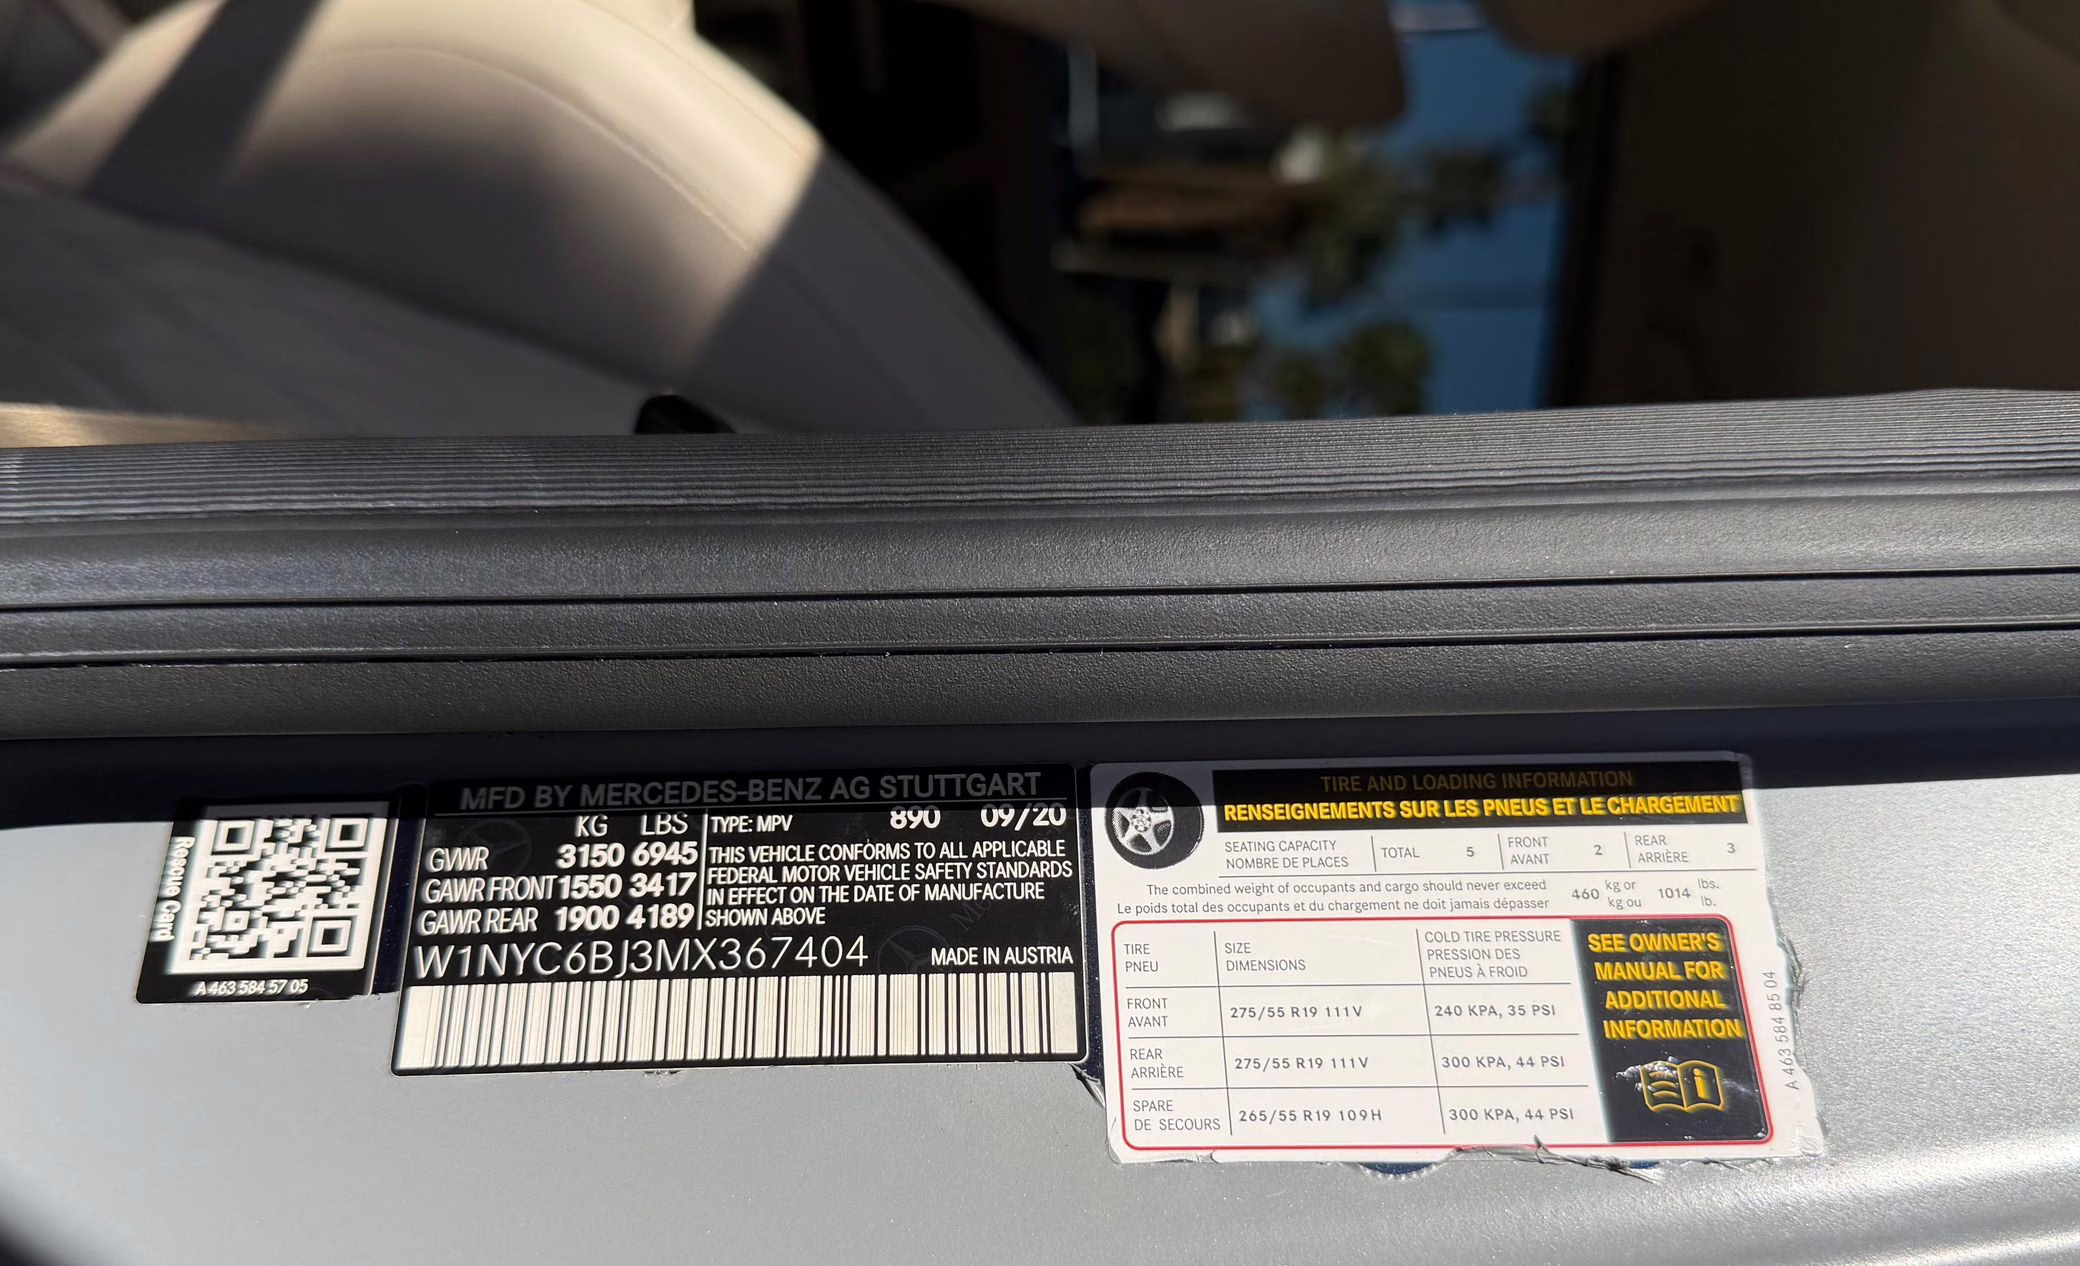 Rescue Card
A 463 584 57 05
MFD BY MERCEDES-BENZ AG STUTTGART
KG LBS TYPE: MPV 890 09/20
GVWR 3150 6945
GAWR FRONT 1550 3417
GAWR REAR 1900 4189
THIS VEHICLE CONFORMS TO ALL APPLICABLE
FEDERAL MOTOR VEHICLE SAFETY STANDARDS
IN EFFECT ON THE DATE OF MANUFACTURE
SHOWN ABOVE
W1NYC6BJ3MX367404 MADE IN AUSTRIA
TIRE AND LOADING INFORMATION
RENSEIGNEMENTS SUR LES PNEUS ET LE CHARGEMENT
SEATING CAPACITY
NOMBRE DE PLACES
TOTAL 5
FRONT
AVANT
2
REAR
ARRIÈRE
3
The combined weight of occupants and cargo should never exceed
Le poids total des occupants et du chargement ne doit jamais dépasser
460 kg or
kg ou
1014 lbs.
lb.
TIRE
PNEU
SIZE
DIMENSIONS
COLD TIRE PRESSURE
PRESSION DES
PNEUS À FROID
FRONT
AVANT
275/55 R19 111V
240 KPA, 35 PSI
REAR
ARRIÈRE
275/55 R19 111V
300 KPA, 44 PSI
SPARE
DE SECOURS
265/55 R19 109H
300 KPA, 44 PSI
SEE OWNER'S
MANUAL FOR
ADDITIONAL
INFORMATION
A 463 584 85 04